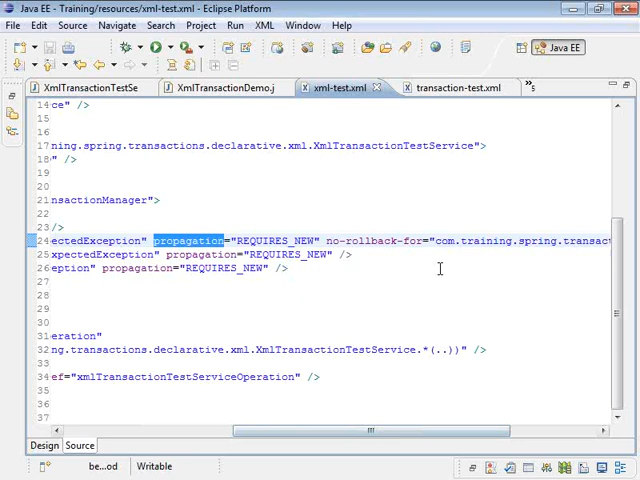 Java EE - Training/resources/xml-test.xml - Eclipse Platform
File Edit Source Navigate Search Project Run XML Window Help
Java EE
XmlTransactionTestSe XmlTransactionDemo.j xml-test.xml transaction-test.xml »5
14 ce" />
15
16
17 ning.spring.transactions.declarative.xml.XmlTransactionTestService">
18 " />
19
20
21 nsactionManager">
22
23 />
24 ectedException" propagation="REQUIRES_NEW" no-rollback-for="com.training.spring.transact
25 xpectedException" propagation="REQUIRES_NEW" />
26 eption" propagation="REQUIRES_NEW" />
28
29
30
31 eration"
32 ng.transactions.declarative.xml.XmlTransactionTestService.*(..))" />
33
34 ef="xmlTransactionTestServiceOperation" />
35
36
37
Design Source
be...od Writable